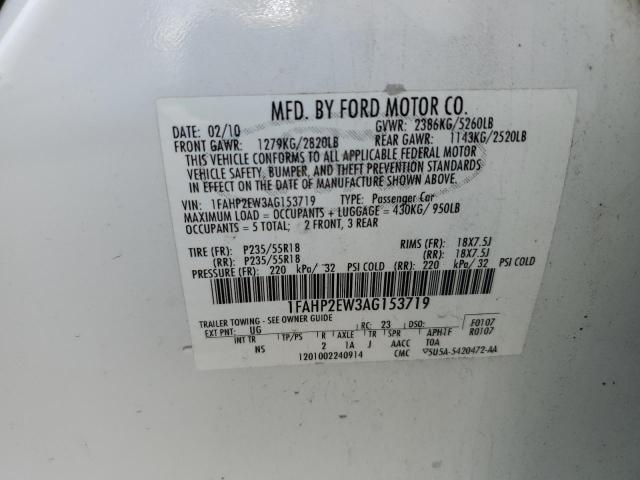 MFD. BY FORD MOTOR CO.
DATE: 02/10 GVWR: 2386KG/5260LB
FRONT GAWR: 1279KG/2820LB REAR GAWR: 1143KG/2520LB
THIS VEHICLE CONFORMS TO ALL APPLICABLE FEDERAL MOTOR
VEHICLE SAFETY, BUMPER, AND THEFT PREVENTION STANDARDS
IN EFFECT ON THE DATE OF MANUFACTURE SHOWN ABOVE.
VIN: 1FAHP2EW3AG153719 TYPE: Passenger Car
MAXIMUM LOAD = OCCUPANTS + LUGGAGE = 430KG/ 950LB
OCCUPANTS = 5 TOTAL; 2 FRONT, 3 REAR
TIRE (FR): P235/55R18 RIMS (FR): 18X7.5J
(RR): P235/55R18 (RR): 18X7.5J
PRESSURE (FR): 220 kPa/ 32 PSI COLD (RR): 220 kPa/ 32 PSI COLD
1FAHP2EW3AG153719
TRAILER TOWING - SEE OWNER GUIDE
EXT PNT: UG RC: 23 DSO: F0107
R0107
INT TR TP/PS R AXLE TR SPR
NS 2 1A J AACC TOA
1201002240914 CMC 5U5A-5420472-AA